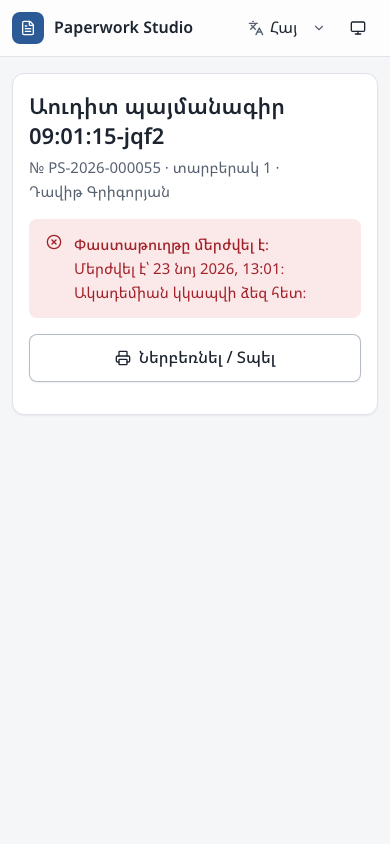 Paperwork Studio
Հայ
Աուդիտ պայմանագիր
09:01:15-jqf2
№ PS-2026-000055 · տարբերակ 1 ·
Դավիթ Գրիգորյան
Փաստաթուղթը մերժվել է։
Մերժվել է՝ 23 նոյ 2026, 13:01։
Ակադեմիան կկապվի ձեզ հետ։
Ներբեռնել / Տպել